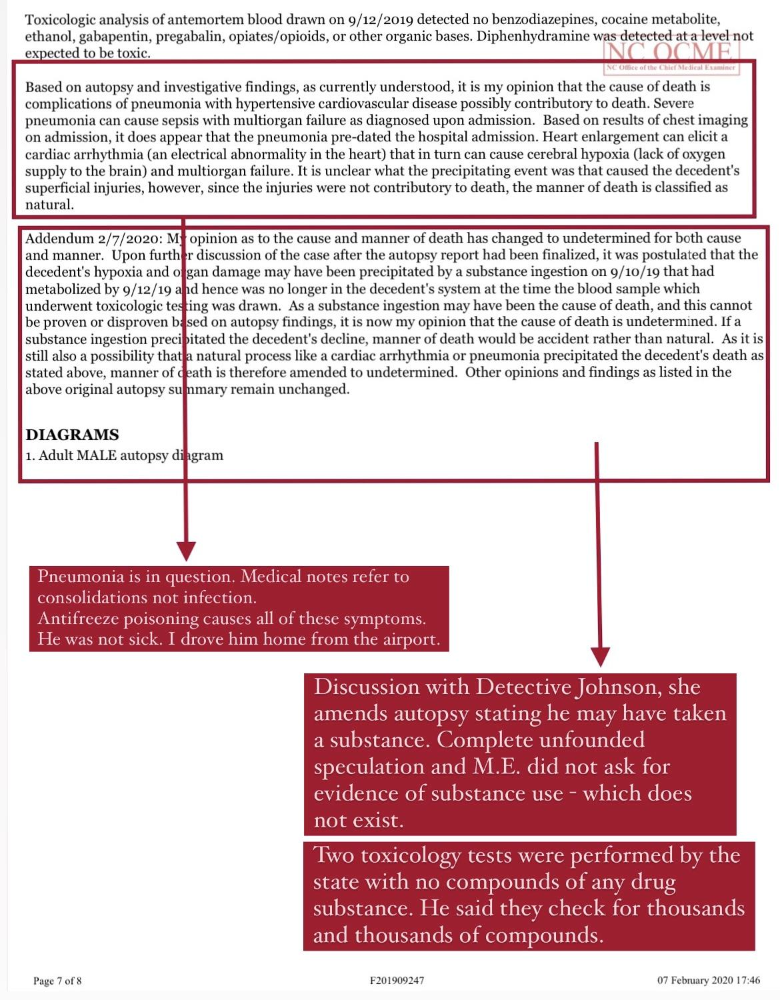 Toxicologic analysis of antemortem blood drawn on 9/12/2019 detected no benzodiazepines, cocaine metabolite,
ethanol, gabapentin, pregabalin, opiates/opioids, or other organic bases. Diphenhydramine was detected at a level not
expected to be toxic.
NC OCME
NC Office of the Chief Medical Examiner
Based on autopsy and investigative findings, as currently understood, it is my opinion that the cause of death is
complications of pneumonia with hypertensive cardiovascular disease possibly contributory to death. Severe
pneumonia can cause sepsis with multiorgan failure as diagnosed upon admission. Based on results of chest imaging
on admission, it does appear that the pneumonia pre-dated the hospital admission. Heart enlargement can elicit a
cardiac arrhythmia (an electrical abnormality in the heart) that in turn can cause cerebral hypoxia (lack of oxygen
supply to the brain) and multiorgan failure. It is unclear what the precipitating event was that caused the decedent's
superficial injuries, however, since the injuries were not contributory to death, the manner of death is classified as
natural.
Addendum 2/7/2020: My opinion as to the cause and manner of death has changed to undetermined for both cause
and manner. Upon further discussion of the case after the autopsy report had been finalized, it was postulated that the
decedent's hypoxia and organ damage may have been precipitated by a substance ingestion on 9/10/19 that had
metabolized by 9/12/19 and hence was no longer in the decedent's system at the time the blood sample which
underwent toxicologic testing was drawn. As a substance ingestion may have been the cause of death, and this cannot
be proven or disproven based on autopsy findings, it is now my opinion that the cause of death is undetermined. If a
substance ingestion precipitated the decedent's decline, manner of death would be accident rather than natural. As it is
still also a possibility that a natural process like a cardiac arrhythmia or pneumonia precipitated the decedent's death as
stated above, manner of death is therefore amended to undetermined. Other opinions and findings as listed in the
above original autopsy summary remain unchanged.
DIAGRAMS
1. Adult MALE autopsy diagram
Pneumonia is in question. Medical notes refer to
consolidations not infection.
Antifreeze poisoning causes all of these symptoms.
He was not sick. I drove him home from the airport.
Discussion with Detective Johnson, she
amends autopsy stating he may have taken
a substance. Complete unfounded
speculation and M.E. did not ask for
evidence of substance use - which does
not exist.
Two toxicology tests were performed by the
state with no compounds of any drug
substance. He said they check for thousands
and thousands of compounds.
Page 7 of 8
F201909247
07 February 2020 17:46